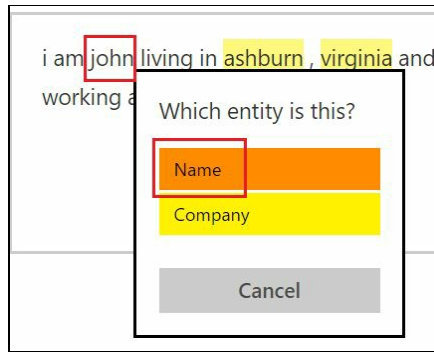 i am john living in ashburn , virginia and
working
Which entity is this?
Name
Company
Cancel